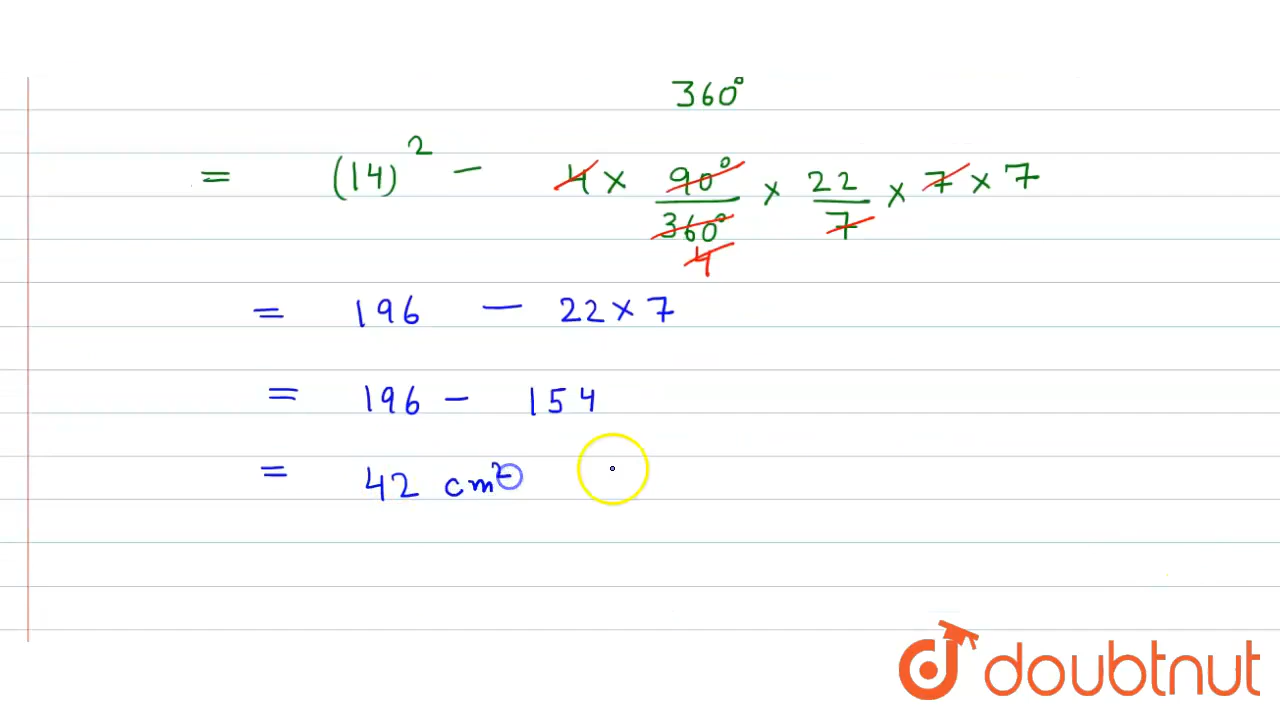 360°
= (14)² - 4 × 90°/360° × 22/7 × 7 × 7
4
= 196 - 22 × 7
= 196 - 154
= 42 cm²
doubtnut